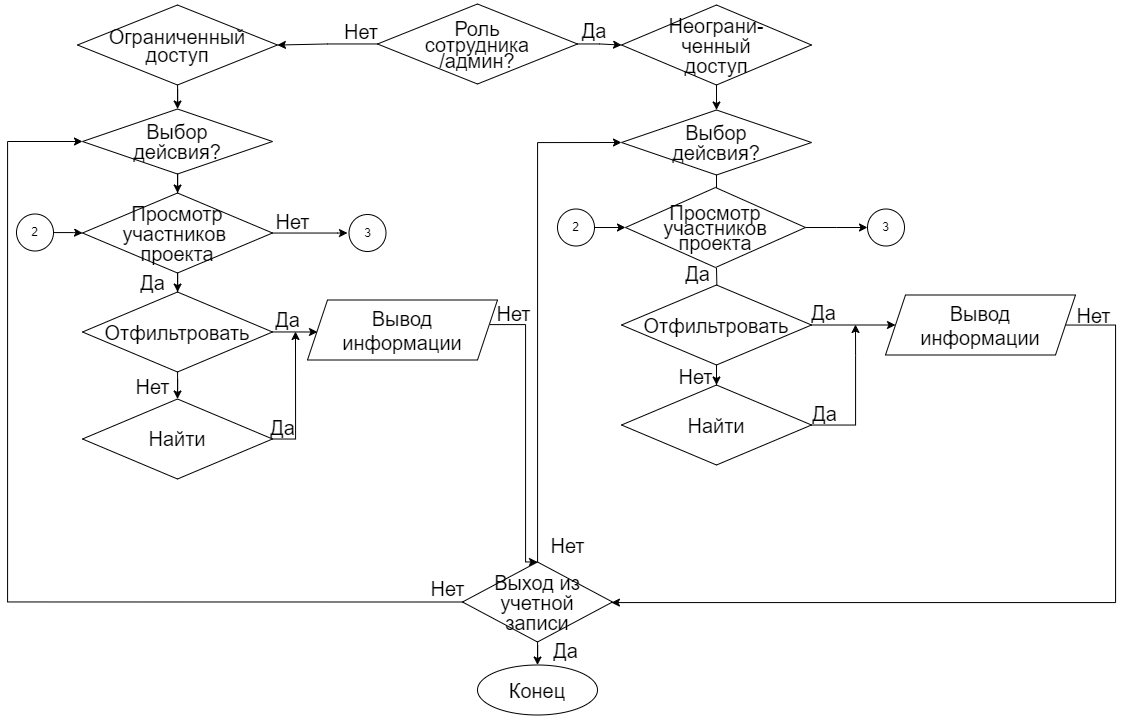 Ограниченный
доступ
Нет
Роль
сотрудника
/админ?
Да
Неограни-
ченный
доступ
Выбор
дейсвия?
Выбор
дейсвия?
2
Просмотр
участников
проекта
Нет
3
2
Просмотр
участников
проекта
3
Да
Да
Отфильтровать
Да
Вывод
информации
Нет
Отфильтровать
Да
Вывод
информации
Нет
Нет
Нет
Найти
Да
Найти
Да
Нет
Нет
Выход из
учетной
записи
Да
Конец